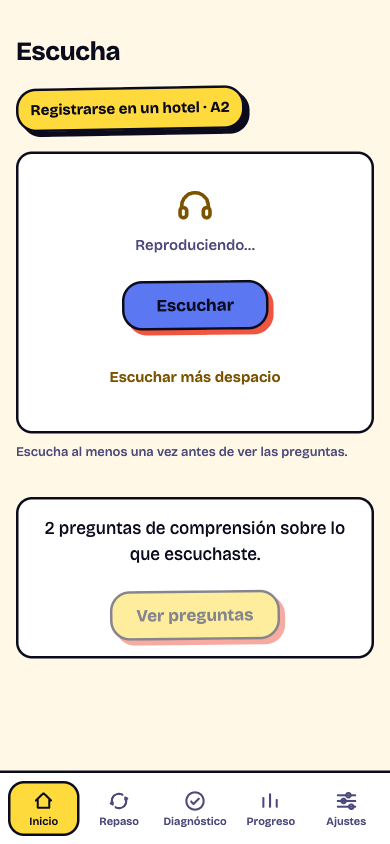 Escucha
Registrarse en un hotel · A2
Reproduciendo...
Escuchar
Escuchar más despacio
Escucha al menos una vez antes de ver las preguntas.
2 preguntas de comprensión sobre lo
que escuchaste.
Ver preguntas
Inicio
Repaso
Diagnóstico
Progreso
Ajustes